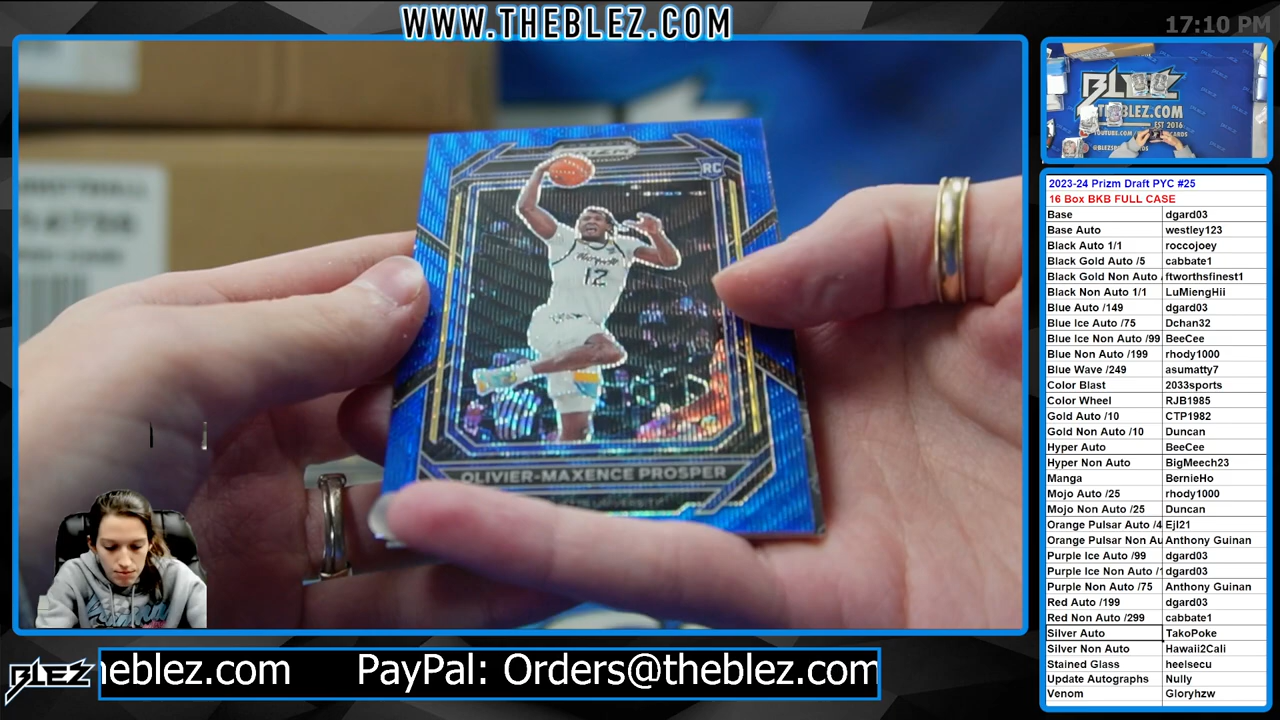 WWW.THEBLEZ.COM
17:10 PM
PRIZM
RC
Marquette
12
OLIVIER-MAXENCE PROSPER
BLEZ
THEBLEZ.COM
EST 2016
2023-24 Prizm Draft PYC #25
16 Box BKB FULL CASE
Base dgard03
Base Auto westley123
Black Auto 1/1 roccojoey
Black Gold Auto /5 cabbate1
Black Gold Non Auto ftworthsfinest1
Black Non Auto 1/1 LuMiengHii
Blue Auto /149 dgard03
Blue Ice Auto /75 Dchan32
Blue Ice Non Auto /99 BeeCee
Blue Non Auto /199 rhody1000
Blue Wave /249 asumatty7
Color Blast 2033sports
Color Wheel RJB1985
Gold Auto /10 CTP1982
Gold Non Auto /10 Duncan
Hyper Auto BeeCee
Hyper Non Auto BigMeech23
Manga BernieHo
Mojo Auto /25 rhody1000
Mojo Non Auto /25 Duncan
Orange Pulsar Auto /4 Ejl21
Orange Pulsar Non Au Anthony Guinan
Purple Ice Auto /99 dgard03
Purple Ice Non Auto /1 dgard03
Purple Non Auto /75 Anthony Guinan
Red Auto /199 dgard03
Red Non Auto /299 cabbate1
Silver Auto TakoPoke
Silver Non Auto Hawaii2Cali
Stained Glass heelsecu
Update Autographs Nully
Venom Gloryhzw
BLEZ
heblez.com PayPal: Orders@theblez.com